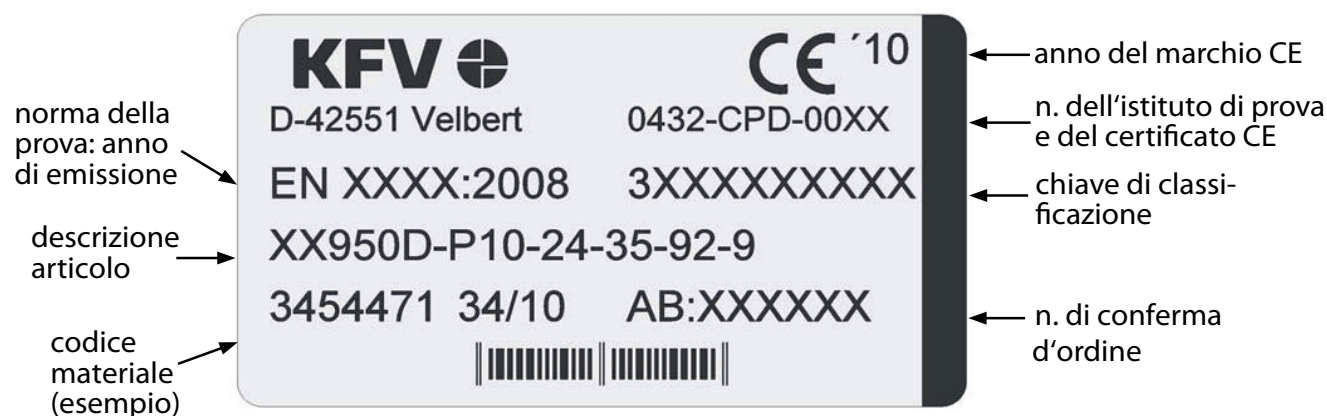 KFV
CE ´10
anno del marchio CE
D-42551 Velbert
0432-CPD-00XX
n. dell‘istituto di prova
e del certificato CE
norma della
prova: anno
di emissione
EN XXXX:2008
3XXXXXXXXX
chiave di classi-
ficazione
descrizione
articolo
XX950D-P10-24-35-92-9
3454471 34/10
AB:XXXXXX
n. di conferma
d‘ordine
codice
materiale
(esempio)